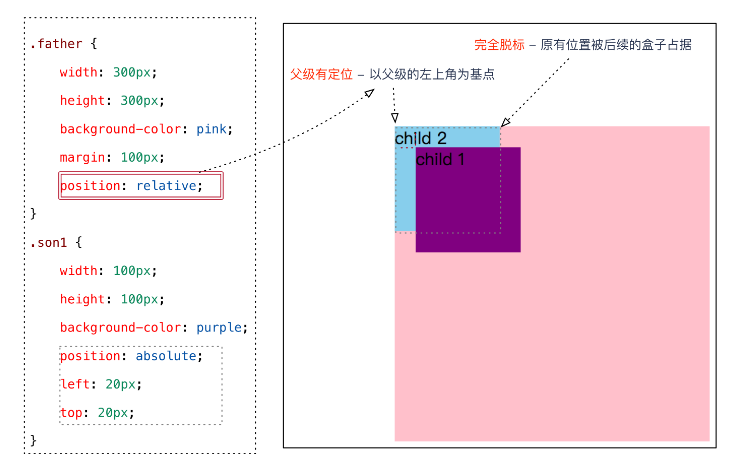 .father {
width: 300px;
height: 300px;
background-color: pink;
margin: 100px;
position: relative;
}
.son1 {
width: 100px;
height: 100px;
background-color: purple;
position: absolute;
left: 20px;
top: 20px;
}
完全脱标 – 原有位置被后续的盒子占据
父级有定位 – 以父级的左上角为基点
child 2
child 1